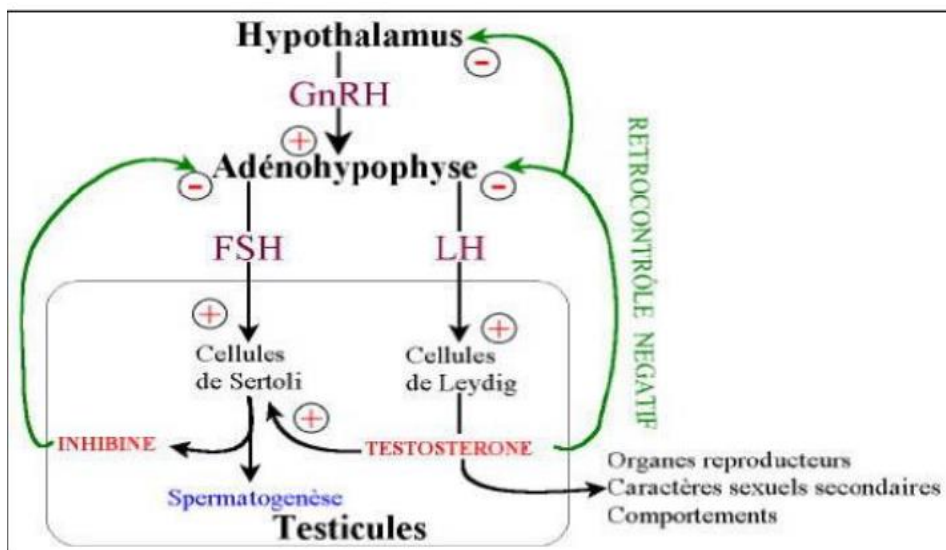 Hypothalamus
-
GnRH
+
Adénohypophyse
-
-
FSH
LH
RETROCONTRÔLE NEGATIF
+
+
Cellules
de Sertoli
Cellules
de Leydig
+
INHIBINE
TESTOSTERONE
Spermatogenèse
Testicules
Organes reproducteurs
Caractères sexuels secondaires
Comportements